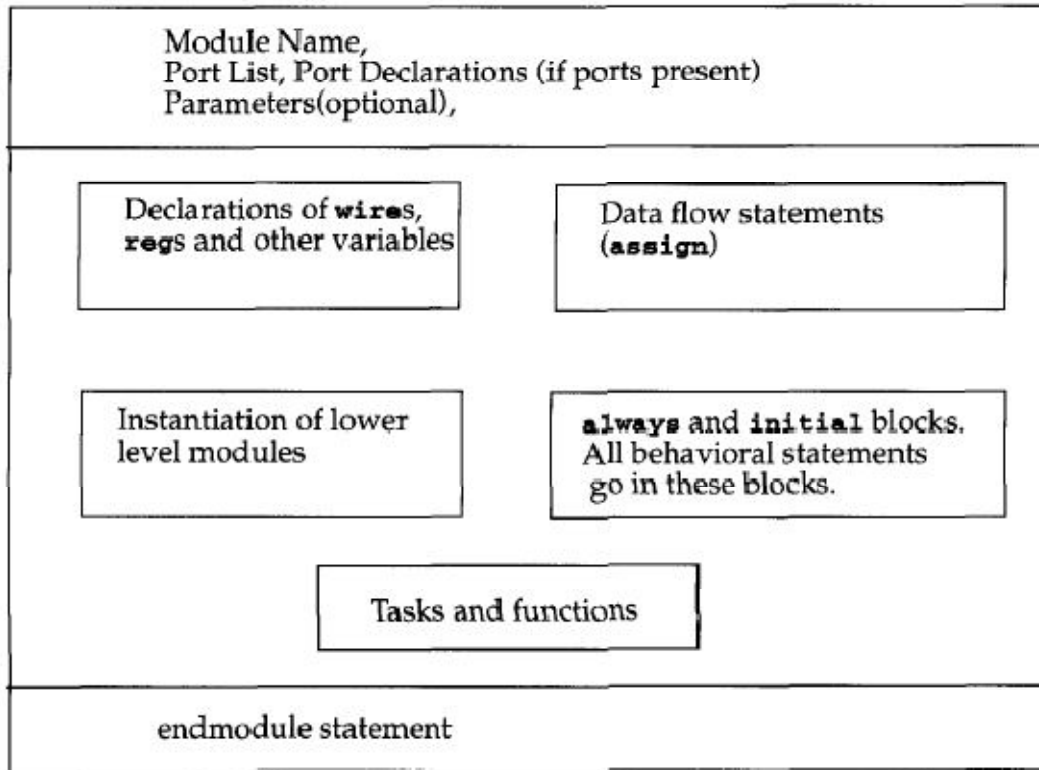 Module Name,
Port List, Port Declarations (if ports present)
Parameters(optional),
Declarations of wires,
regs and other variables
Data flow statements
(assign)
Instantiation of lower
level modules
always and initial blocks.
All behavioral statements
go in these blocks.
Tasks and functions
endmodule statement